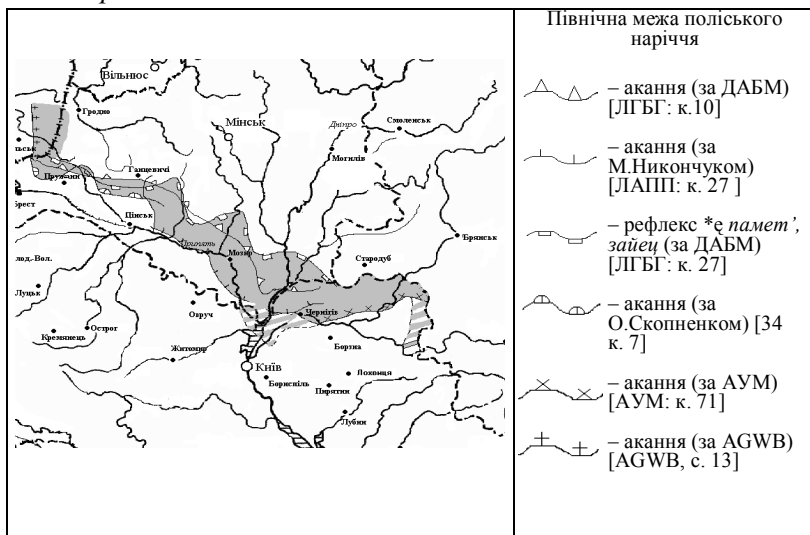 Північна межа поліського
наріччя
– акання (за ДАБМ)
[ЛГБГ: к.10]
– акання (за
М.Никончуком)
[ЛАПП: к. 27 ]
– рефлекс *ę памет’,
зайец (за ДАБМ)
[ЛГБГ: к. 27]
– акання (за
О.Скопненком) [34
к. 7]
– акання (за АУМ)
[АУМ: к. 71]
– акання (за AGWB)
[AGWB, с. 13]
Вільнюс
Гродно
Мінськ
Дніпро
Смоленськ
Могилів
льськ
Ганцевичі
Пружани
Брест
Пінськ
Брянськ
Стародуб
Прип'ять
Мозир
лод.-Вол.
Луцьк
Овруч
Чернігів
Кремянець
Острог
Борзна
Житомир
Київ
Бориспіль
Лохвиця
Пирятин
Лубни